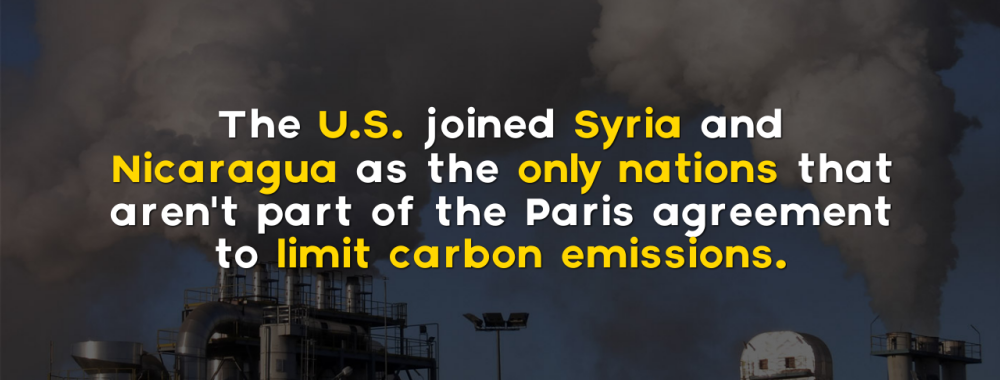 The U.S. joined Syria and
Nicaragua as the only nations that
aren't part of the Paris agreement
to limit carbon emissions.